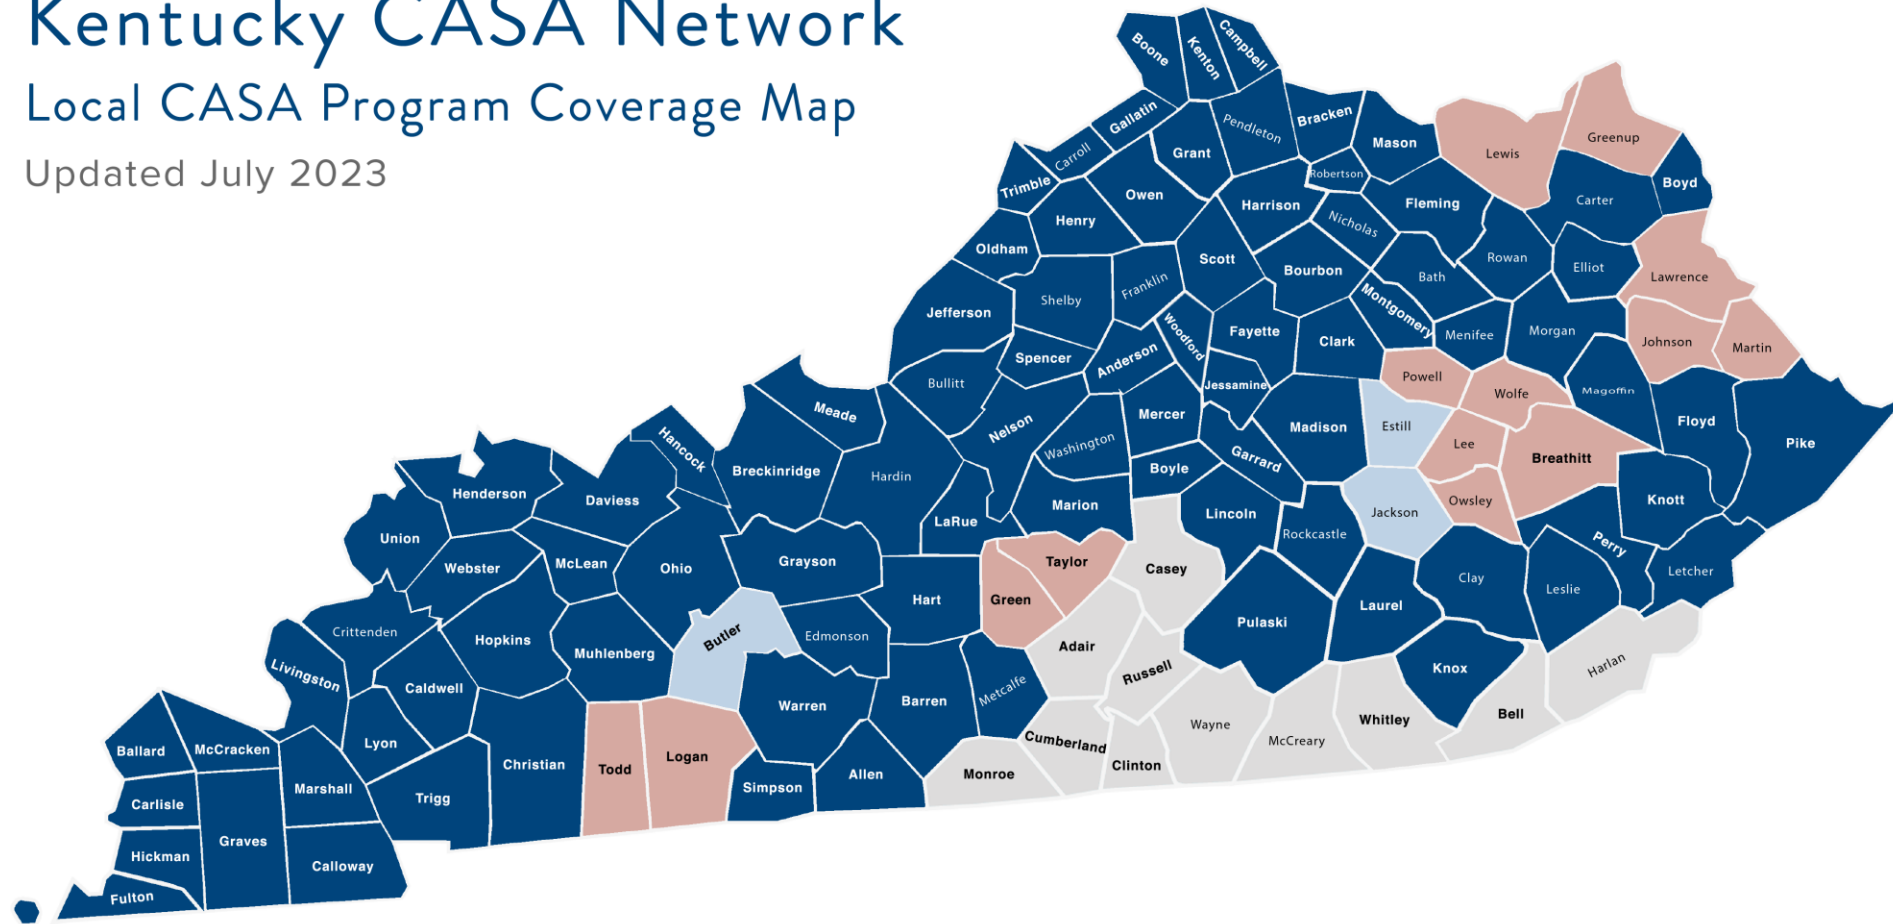 Kentucky CASA Network
Local CASA Program Coverage Map
Updated July 2023
Boone
Kenton
Campbell
Gallatin
Carroll
Trimble
Grant
Pendleton
Bracken
Mason
Lewis
Greenup
Boyd
Carter
Robertson
Owen
Henry
Oldham
Harrison
Nicholas
Fleming
Rowan
Elliot
Lawrence
Scott
Bourbon
Bath
Montgomery
Menifee
Morgan
Johnson
Martin
Jefferson
Shelby
Franklin
Woodford
Fayette
Clark
Spencer
Anderson
Bullitt
Jessamine
Powell
Wolfe
Magoffin
Floyd
Pike
Meade
Nelson
Washington
Mercer
Garrard
Madison
Estill
Lee
Breathitt
Hancock
Breckinridge
Hardin
LaRue
Marion
Boyle
Lincoln
Rockcastle
Jackson
Owsley
Knott
Perry
Letcher
Leslie
Clay
Henderson
Daviess
Union
Webster
McLean
Ohio
Grayson
Hart
Green
Taylor
Casey
Pulaski
Laurel
Knox
Harlan
Bell
Whitley
McCreary
Wayne
Russell
Adair
Crittenden
Livingston
Hopkins
Muhlenberg
Butler
Edmonson
Caldwell
Lyon
Warren
Barren
Metcalfe
Cumberland
Clinton
Monroe
Allen
Simpson
Logan
Todd
Christian
Trigg
Ballard
McCracken
Marshall
Carlisle
Graves
Hickman
Calloway
Fulton